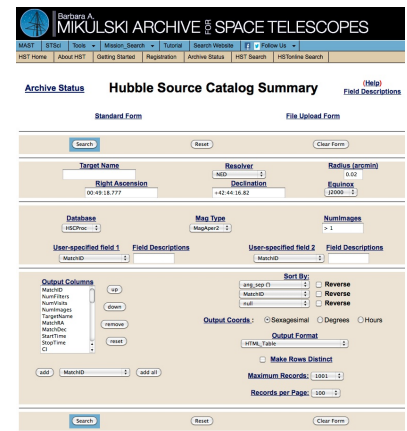 Barbara A.
MIKULSKI ARCHIVE FOR SPACE TELESCOPES
MAST STScI Tools Mission_Search Tutorial Search Website Follow Us
HST Home About HST Getting Started Registration Archive Status HST Search HSTonline Search
Archive Status Hubble Source Catalog Summary (Help)
Field Descriptions
Standard Form File Upload Form
Search Reset Clear Form
Target Name Resolver Radius (arcmin)
NED 0.02
Right Ascension Declination Equinox
00:49:18.777 +42:44:16.82 J2000
Database Mag Type NumImages
HSCProc MagAper2 > 1
User-specified field 1 Field Descriptions User-specified field 2 Field Descriptions
MatchID MatchID
Output Columns Sort By:
MatchID up ang_sep (') Reverse
NumFilters MatchID Reverse
NumVisits down null Reverse
NumImages
TargetName remove Output Coords : Sexagesimal Degrees Hours
MatchRA
MatchDec reset Output Format
StartTime HTML_Table
StopTime
CI Make Rows Distinct
add MatchID add all Maximum Records: 1001
Records per Page: 100
Search Reset Clear Form